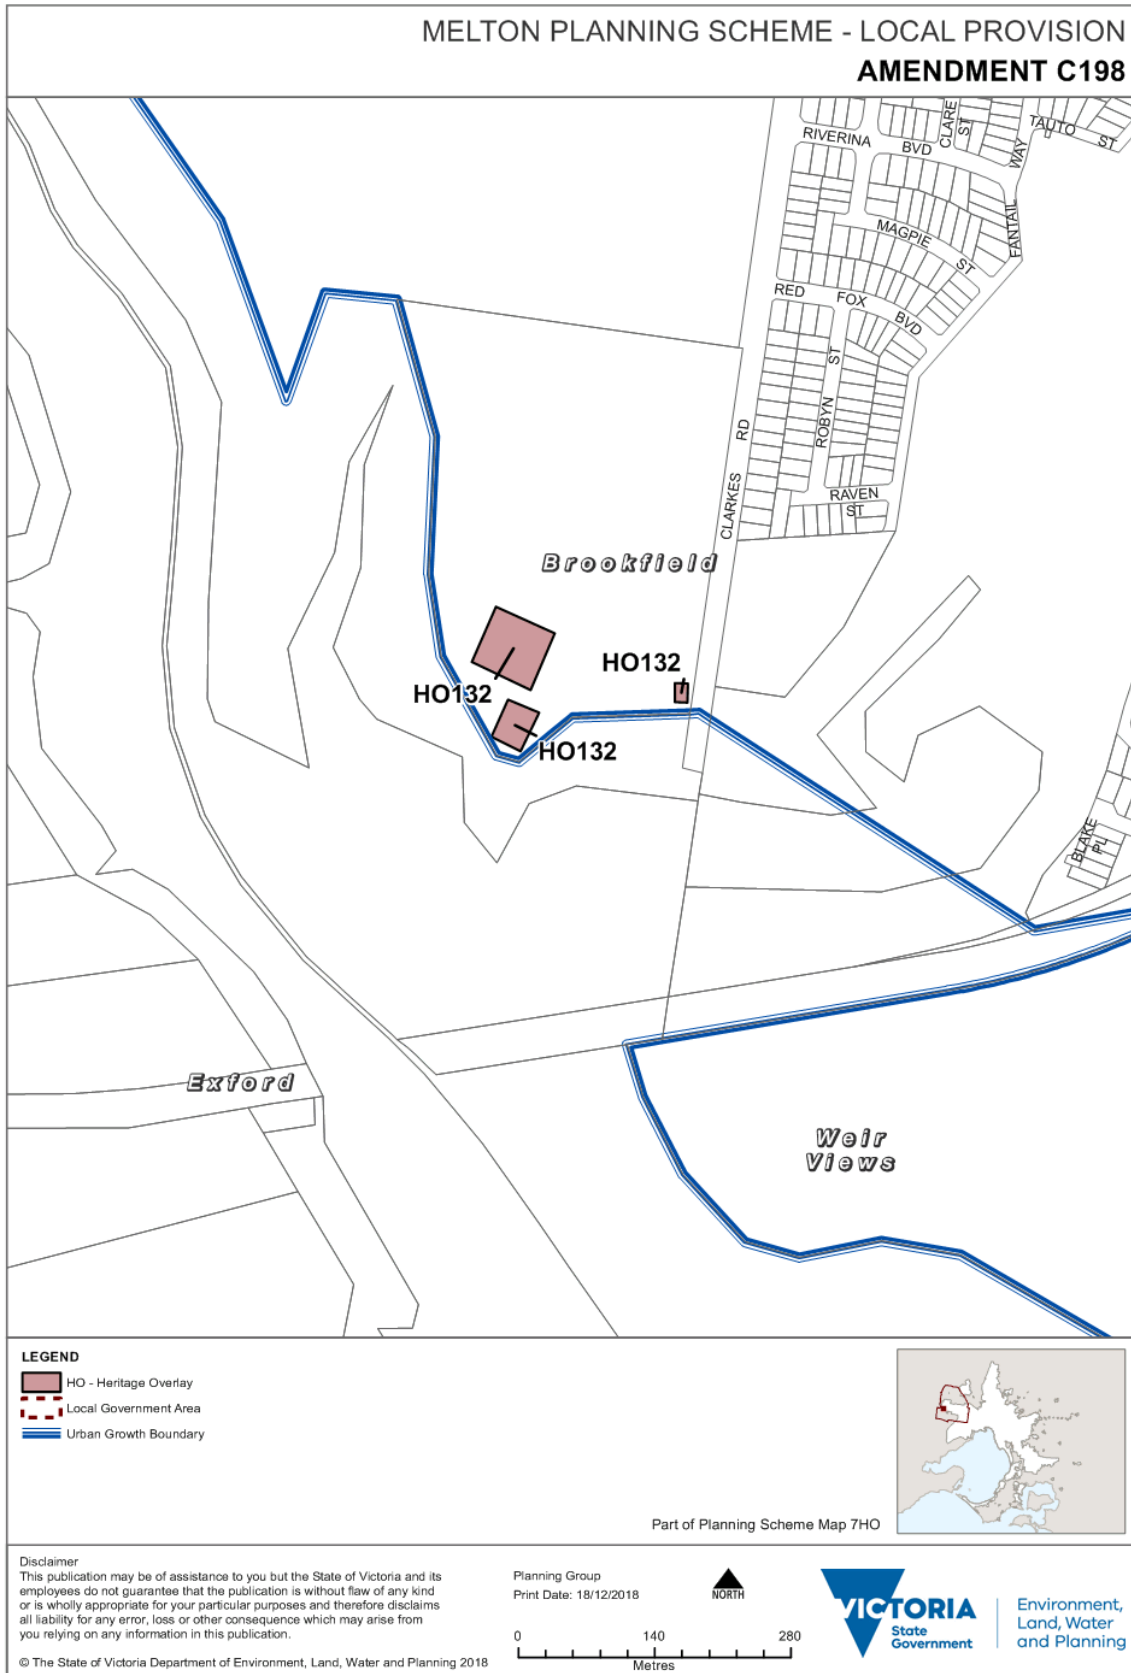 MELTON PLANNING SCHEME - LOCAL PROVISION
AMENDMENT C198
RIVERINA BVD
CLARE ST
TAUTO ST
WAY
FANTAIL
MAGPIE ST
RED FOX BVD
ROBYN ST
CLARKES RD
RAVEN ST
Brookfield
HO132
HO132
HO132
BLAKE PL
Exford
Weir
Views
LEGEND
HO - Heritage Overlay
Local Government Area
Urban Growth Boundary
Part of Planning Scheme Map 7HO
Disclaimer
This publication may be of assistance to you but the State of Victoria and its
employees do not guarantee that the publication is without flaw of any kind
or is wholly appropriate for your particular purposes and therefore disclaims
all liability for any error, loss or other consequence which may arise from
you relying on any information in this publication.
© The State of Victoria Department of Environment, Land, Water and Planning 2018
Planning Group
Print Date: 18/12/2018
NORTH
0 140 280
Metres
VICTORIA
State
Government
Environment,
Land, Water
and Planning